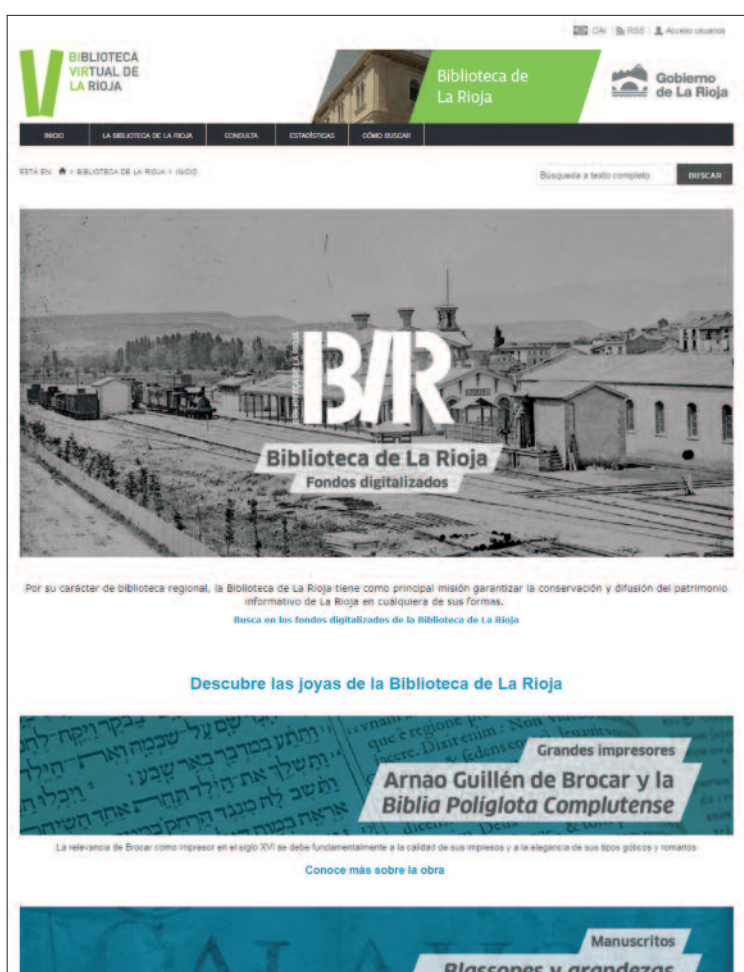 OAI | RSS | Acceso usuarios
BIBLIOTECA
VIRTUAL DE
LA RIOJA
Biblioteca de
La Rioja
Gobierno
de La Rioja
INICIO LA BIBLIOTECA DE LA RIOJA CONSULTA ESTADÍSTICAS CÓMO BUSCAR
ESTÁ EN: › BIBLIOTECA DE LA RIOJA › INICIO
Búsqueda a texto completo BUSCAR
BIR
Biblioteca de La Rioja
Fondos digitalizados
Por su carácter de biblioteca regional, la Biblioteca de La Rioja tiene como principal misión garantizar la conservación y difusión del patrimonio
informativo de La Rioja en cualquiera de sus formas.
Busca en los fondos digitalizados de la Biblioteca de La Rioja
Descubre las joyas de la Biblioteca de La Rioja
Grandes impresores
Arnao Guillén de Brocar y la
Biblia Políglota Complutense
La relevancia de Brocar como impresor en el siglo XVI se debe fundamentalmente a la calidad de sus impresos y a la elegancia de sus tipos góticos y romanos
Conoce más sobre la obra
Manuscritos
Blassones y grandezas